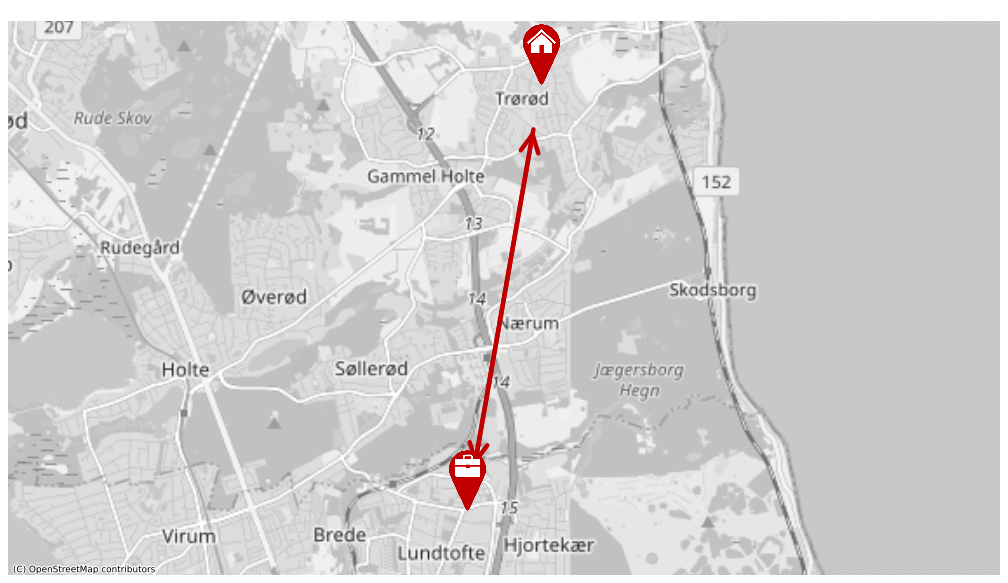 207
Trørød
ød
Rude Skov
12
Gammel Holte
152
13
Rudegård
Skodsborg
Øverød
14
Nærum
Holte
Søllerød
14
Jægersborg
Hegn
15
Virum
Brede
Lundtofte
Hjortekær
(C) OpenStreetMap contributors